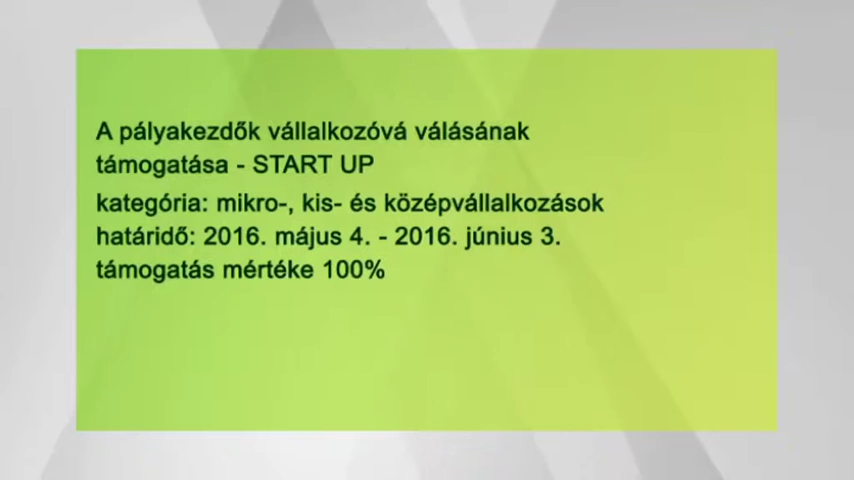 A pályakezdők vállalkozóvá válásának
támogatása - START UP
kategória: mikro-, kis- és középvállalkozások
határidő: 2016. május 4. - 2016. június 3.
támogatás mértéke 100%